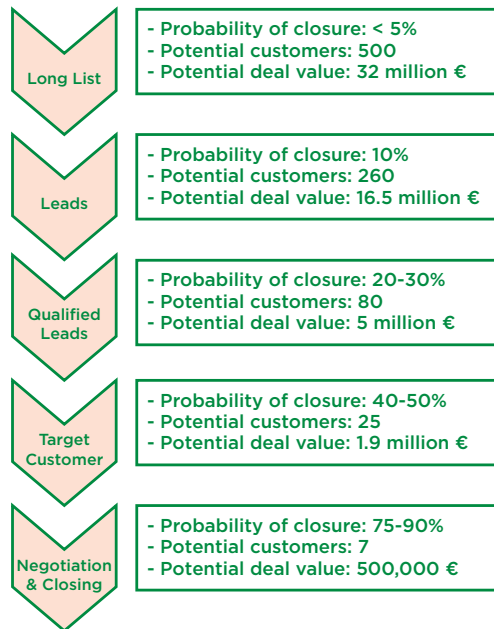 Long List
- Probability of closure: < 5%
- Potential customers: 500
- Potential deal value: 32 million €
Leads
- Probability of closure: 10%
- Potential customers: 260
- Potential deal value: 16.5 million €
Qualified
Leads
- Probability of closure: 20-30%
- Potential customers: 80
- Potential deal value: 5 million €
Target
Customer
- Probability of closure: 40-50%
- Potential customers: 25
- Potential deal value: 1.9 million €
Negotiation
& Closing
- Probability of closure: 75-90%
- Potential customers: 7
- Potential deal value: 500,000 €